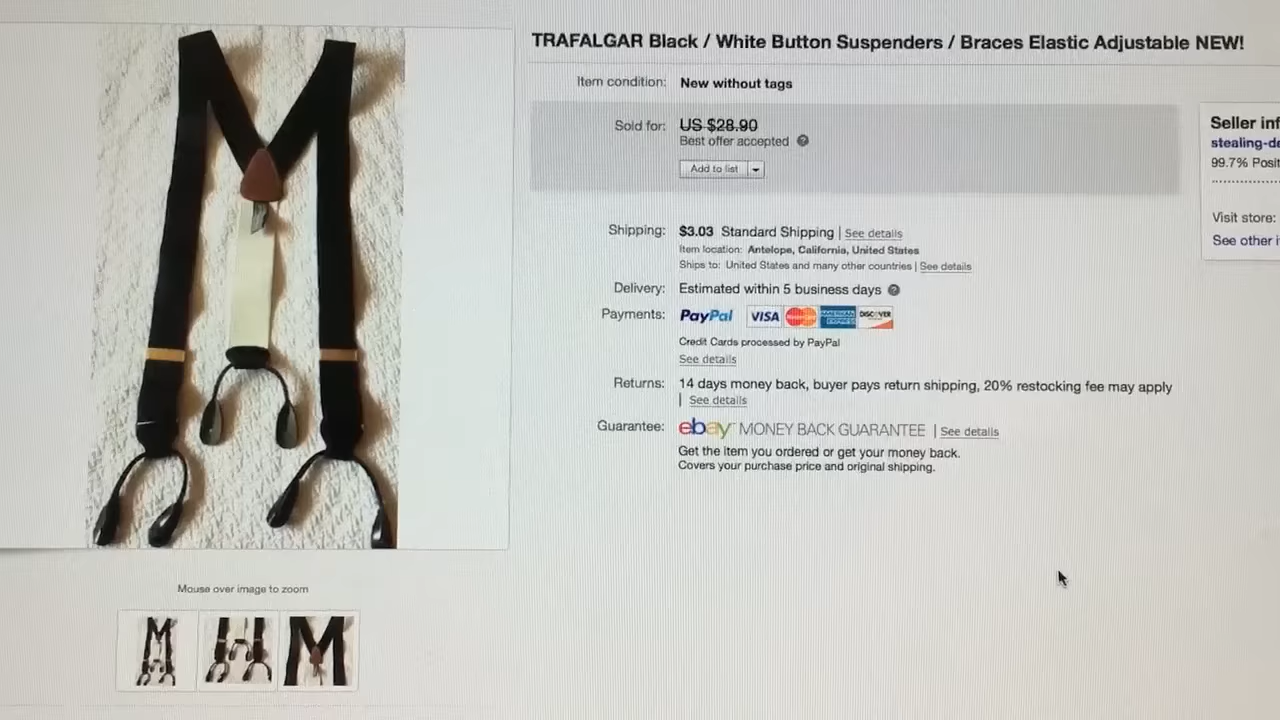 TRAFALGAR Black / White Button Suspenders / Braces Elastic Adjustable NEW!
Item condition: New without tags
Sold for: US $28.90
Best offer accepted
Add to list
Shipping: $3.03 Standard Shipping | See details
Item location: Antelope, California, United States
Ships to: United States and many other countries | See details
Delivery: Estimated within 5 business days
Payments: PayPal VISA MasterCard AMERICAN EXPRESS DISCOVER
Credit Cards processed by PayPal
See details
Returns: 14 days money back, buyer pays return shipping, 20% restocking fee may apply
| See details
Guarantee: ebay MONEY BACK GUARANTEE | See details
Get the item you ordered or get your money back.
Covers your purchase price and original shipping.
Seller inf
stealing-de
99.7% Posit
Visit store:
See other i
Mouse over image to zoom